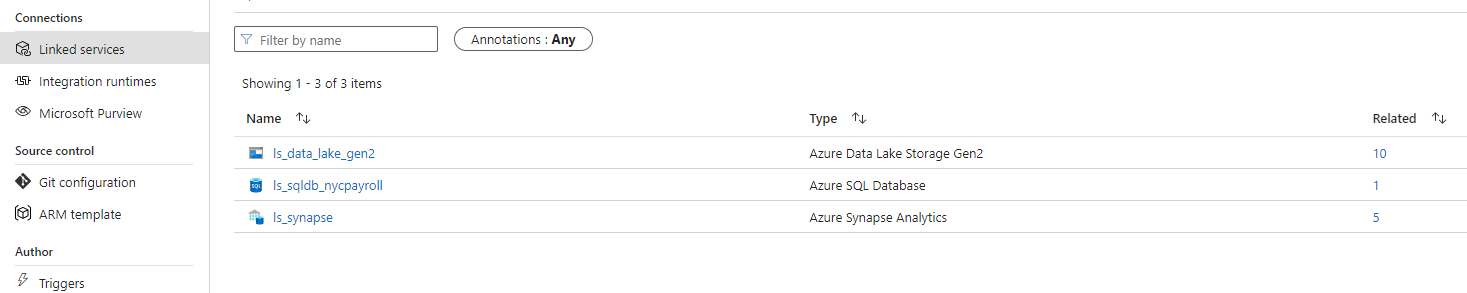 Connections
Linked services
Integration runtimes
Microsoft Purview
Source control
Git configuration
ARM template
Author
Triggers
Filter by name
Annotations : Any
Showing 1 - 3 of 3 items
Name Type Related
ls_data_lake_gen2 Azure Data Lake Storage Gen2 10
SQL ls_sqldb_nycpayroll Azure SQL Database 1
ls_synapse Azure Synapse Analytics 5